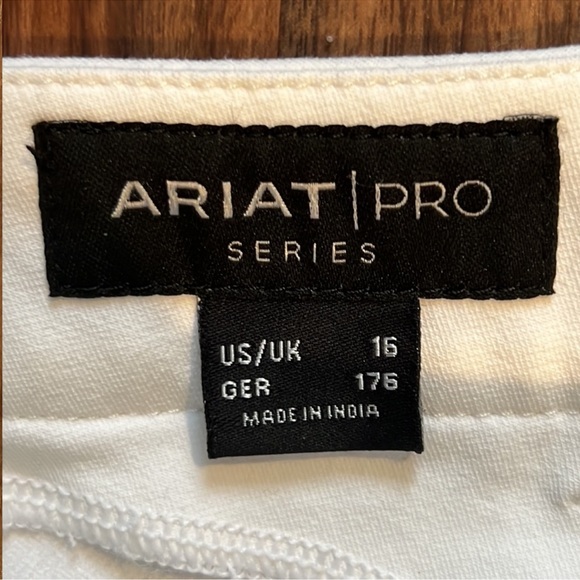 ARIAT|PRO
SERIES
US/UK 16
GER 176
MADE IN INDIA